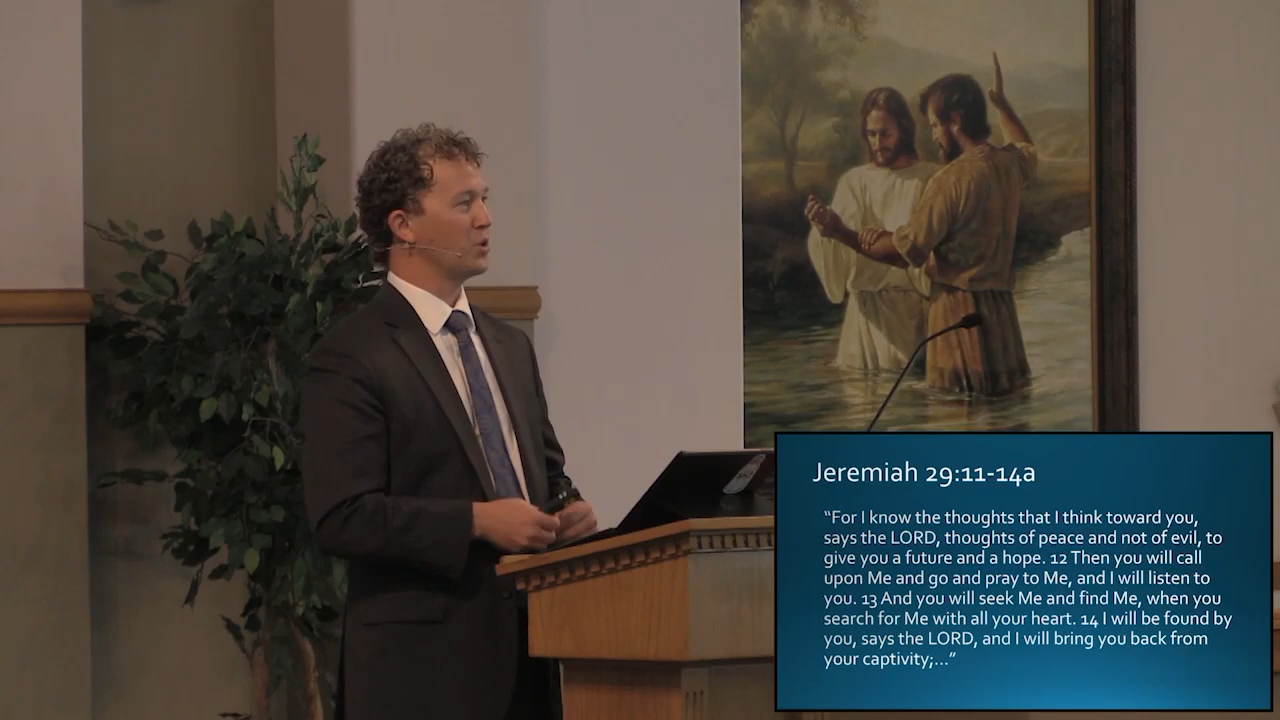 Jeremiah 29:11-14a
“For I know the thoughts that I think toward you,
says the LORD, thoughts of peace and not of evil, to
give you a future and a hope. 12 Then you will call
upon Me and go and pray to Me, and I will listen to
you. 13 And you will seek Me and find Me, when you
search for Me with all your heart. 14 I will be found by
you, says the LORD, and I will bring you back from
your captivity;...”